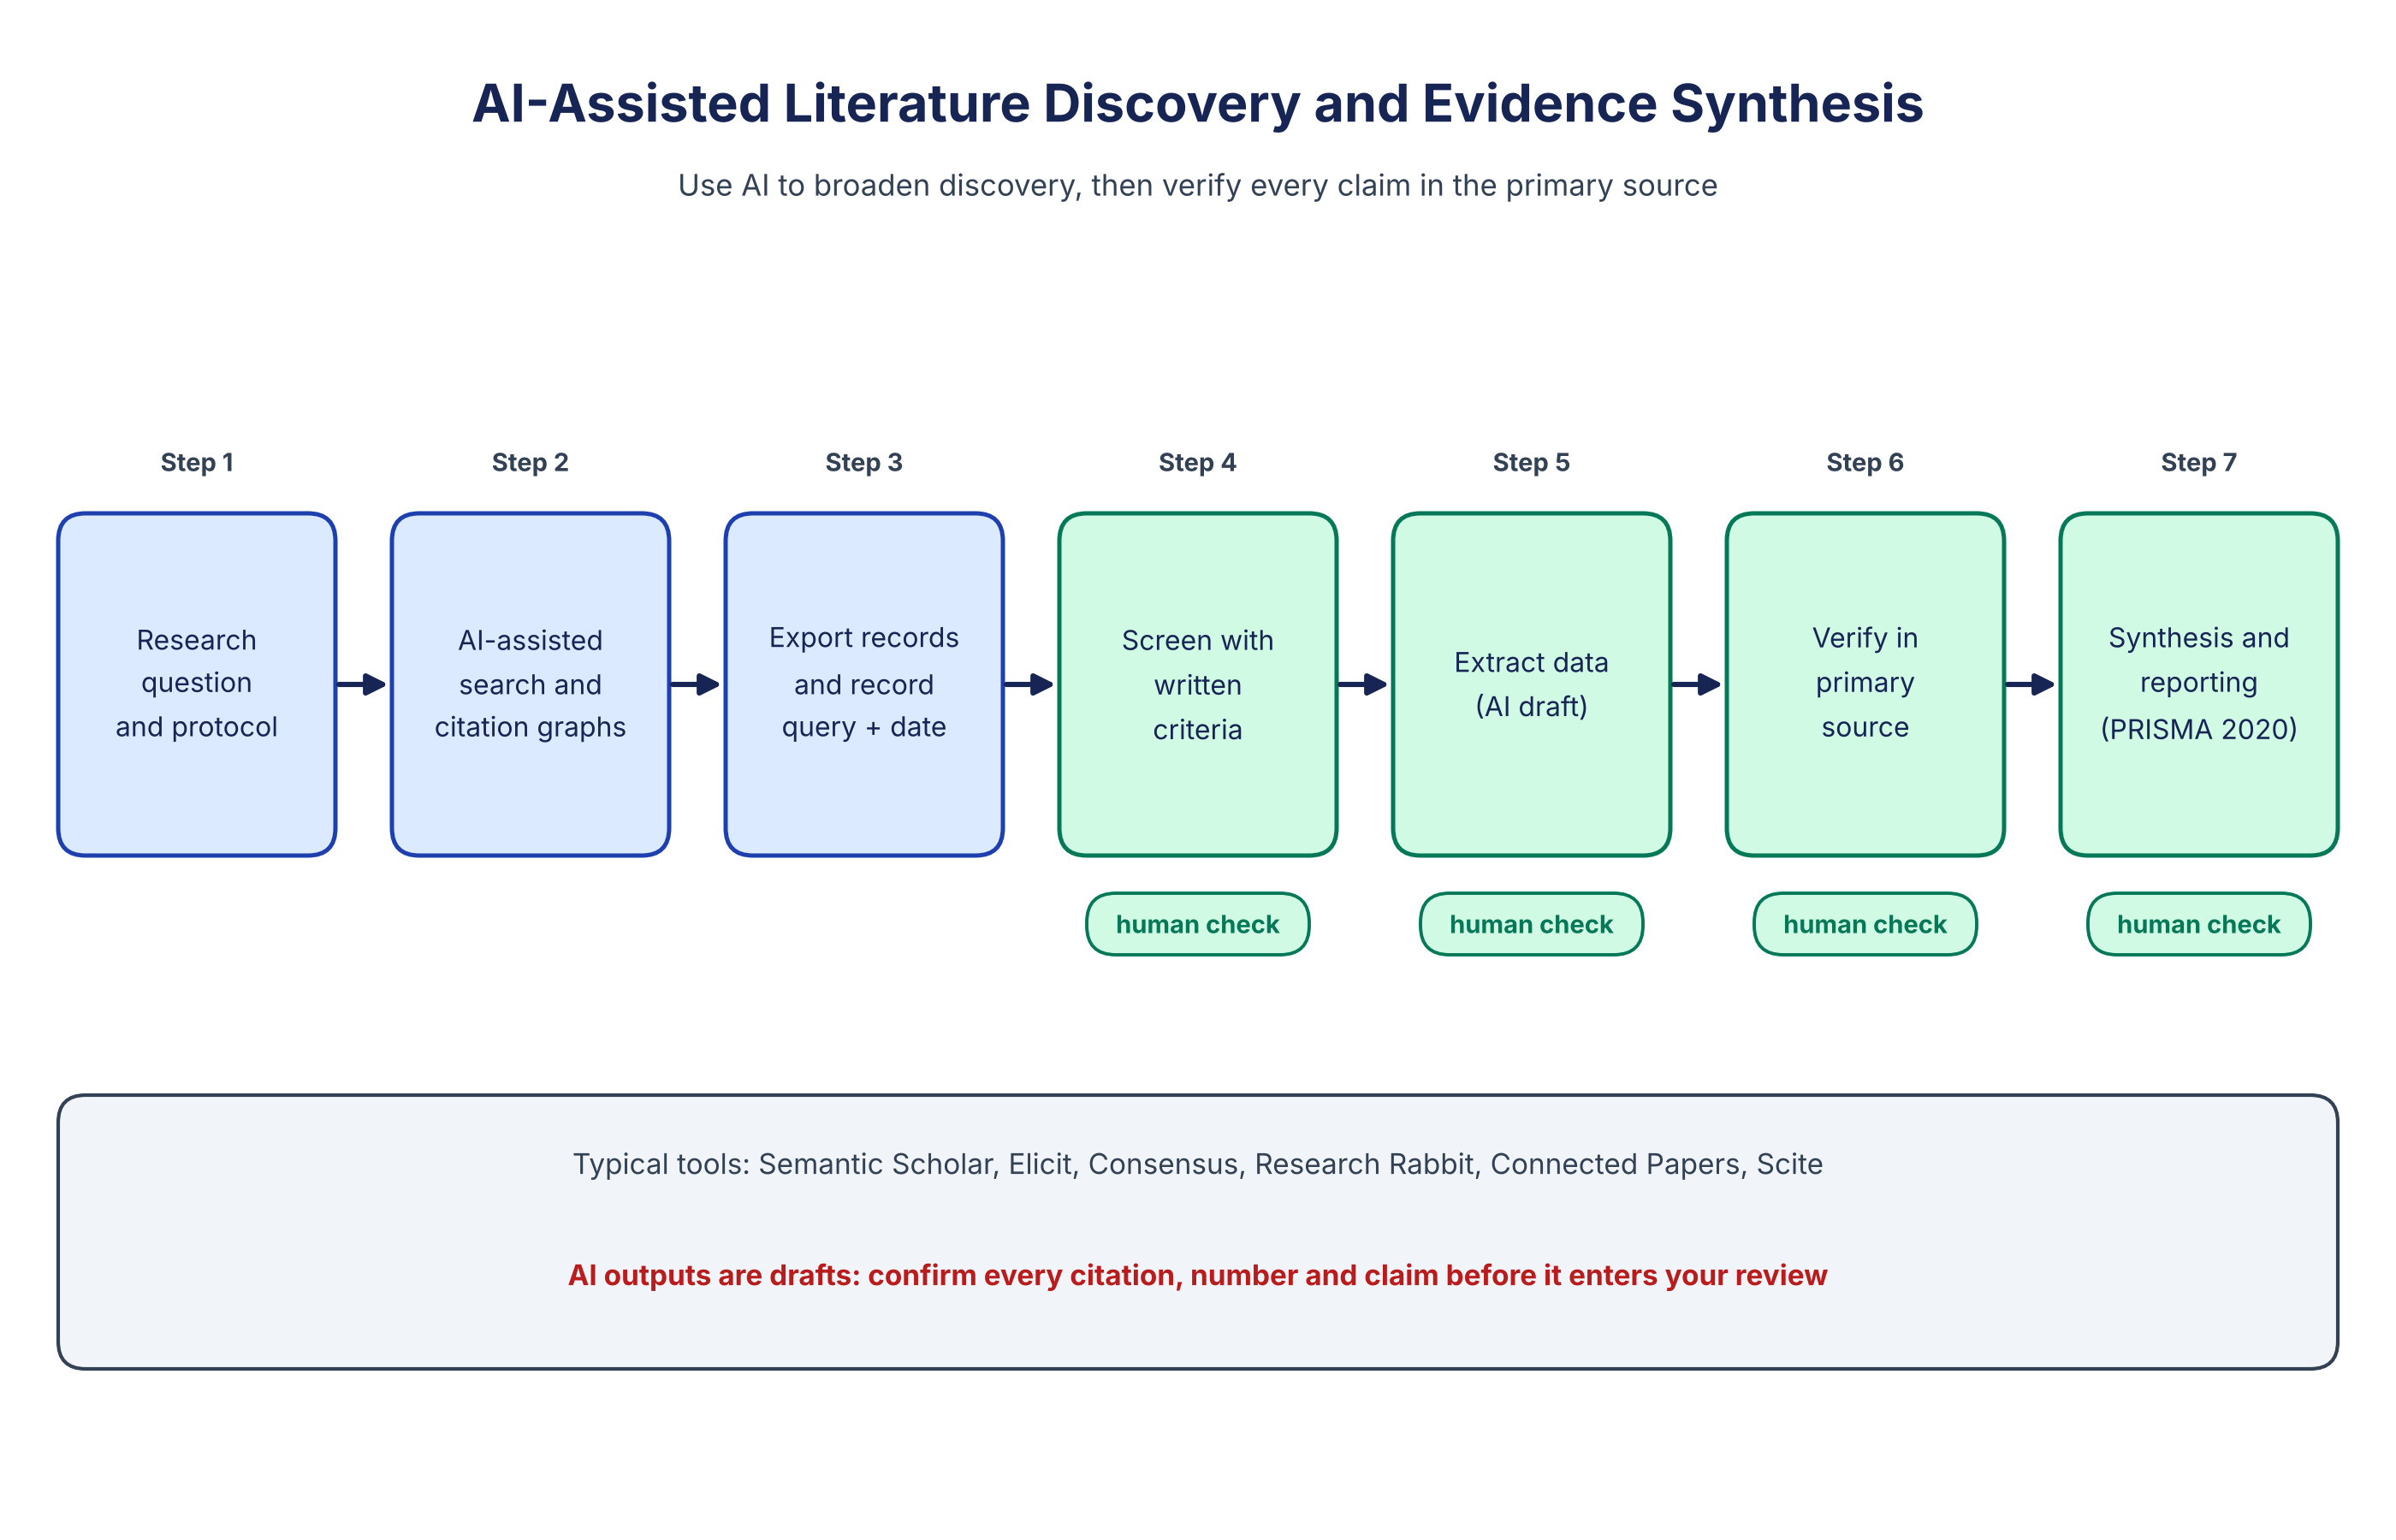 AI-Assisted Literature Discovery and Evidence Synthesis
Use AI to broaden discovery, then verify every claim in the primary source
Step 1
Research
question
and protocol
Step 2
AI-assisted
search and
citation graphs
Step 3
Export records
and record
query + date
Step 4
Screen with
written
criteria
human check
Step 5
Extract data
(AI draft)
human check
Step 6
Verify in
primary
source
human check
Step 7
Synthesis and
reporting
(PRISMA 2020)
human check
Typical tools: Semantic Scholar, Elicit, Consensus, Research Rabbit, Connected Papers, Scite
AI outputs are drafts: confirm every citation, number and claim before it enters your review